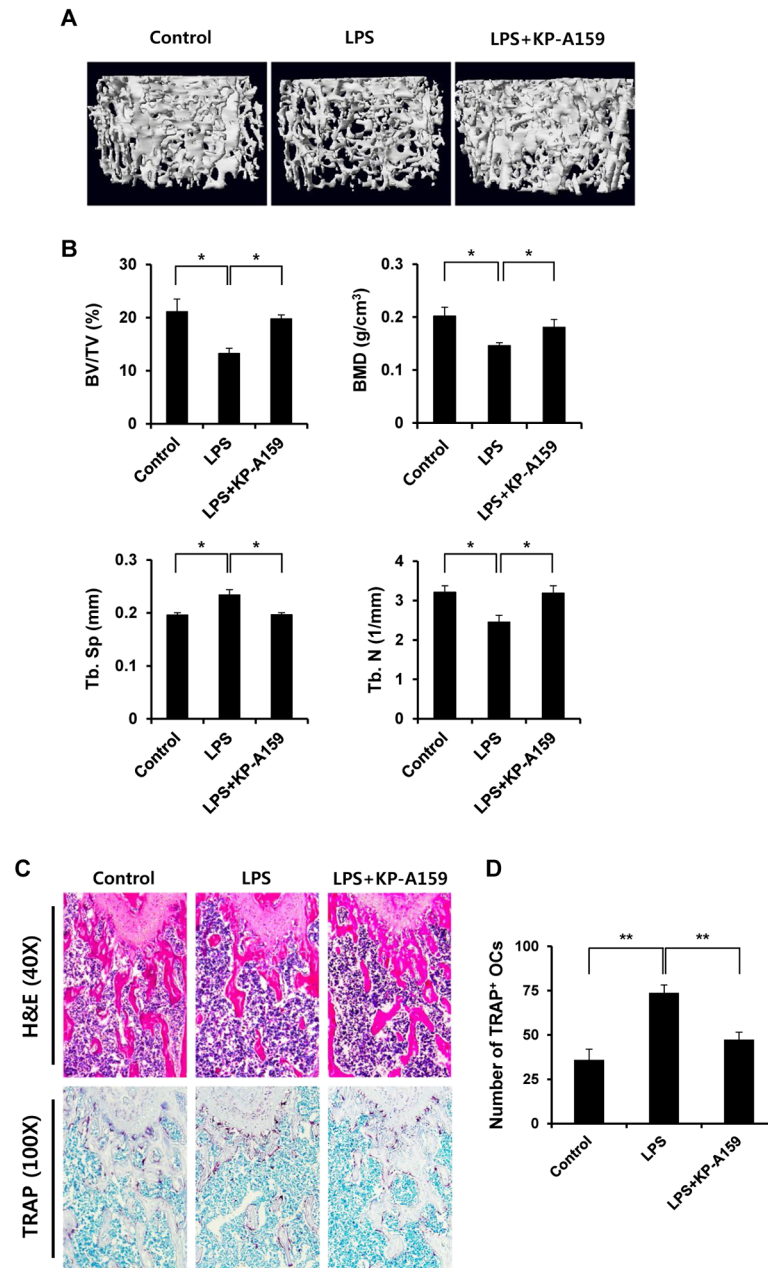 A
Control LPS LPS+KP-A159
B
BV/TV (%)
30
20
10
0
* *
Control LPS LPS+KP-A159
BMD (g/cm³)
0.3
0.2
0.1
0
* *
Control LPS LPS+KP-A159
Tb. Sp (mm)
0.3
0.2
0.1
0
* *
Control LPS LPS+KP-A159
Tb. N (1/mm)
4
3
2
1
0
* *
Control LPS LPS+KP-A159
C
Control LPS LPS+KP-A159
H&E (40X)
TRAP (100X)
D
Number of TRAP⁺ OCs
100
75
50
25
0
** **
Control LPS LPS+KP-A159